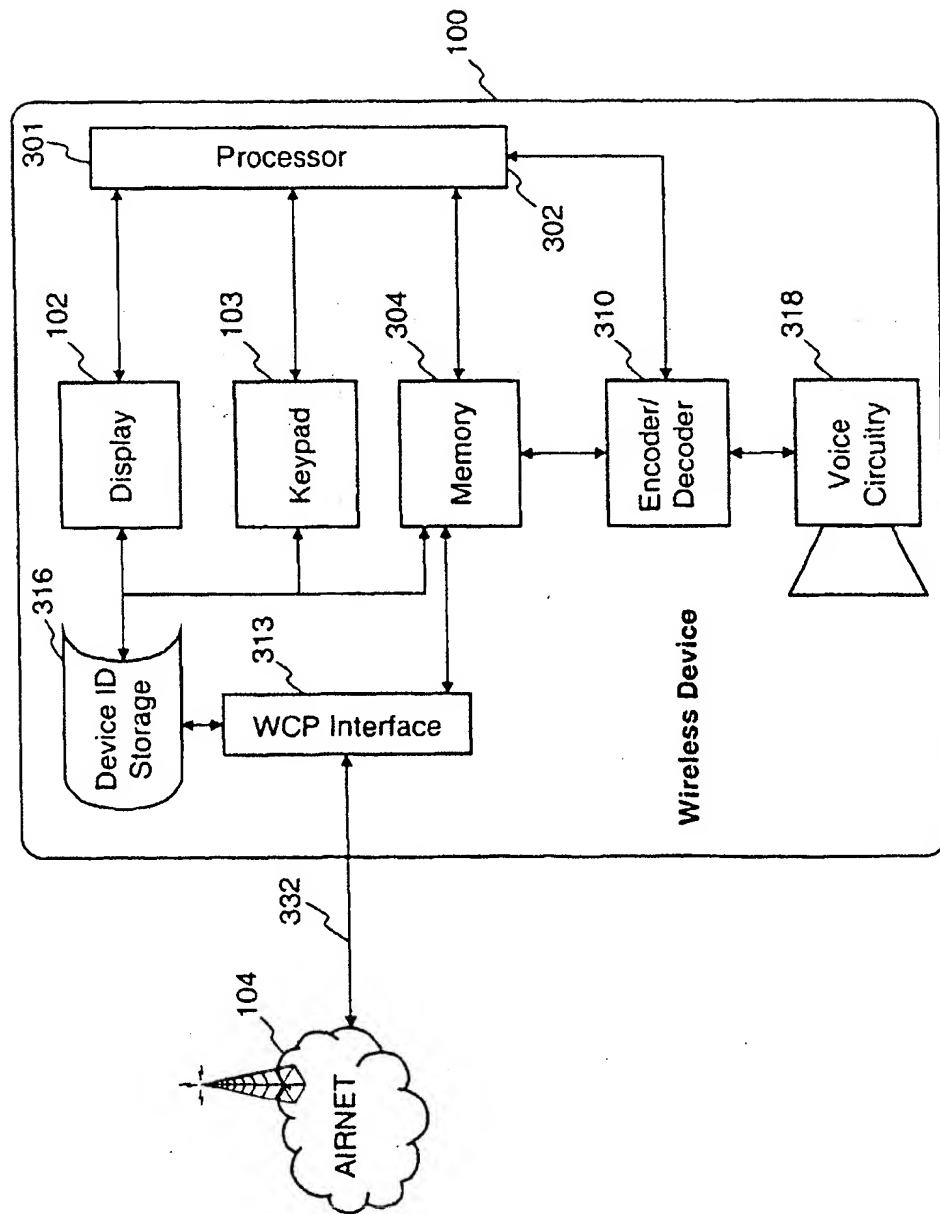 104
AIRNET
332
316
Device ID
Storage
313
WCP Interface
Wireless Device
102
Display
103
Keypad
304
Memory
310
Encoder/
Decoder
318
Voice
Circuitry
301
Processor
302
100